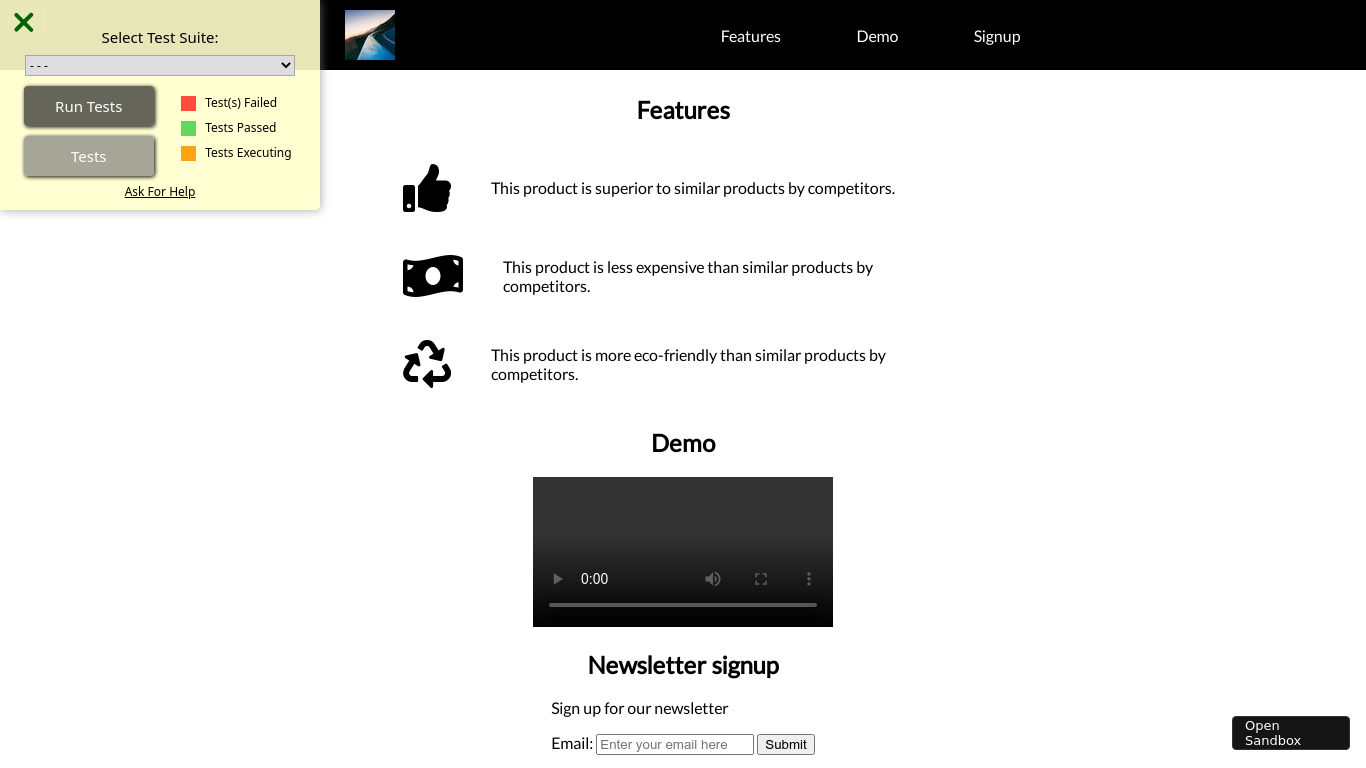 Select Test Suite:
- - -
Run Tests
Tests
Test(s) Failed
Tests Passed
Tests Executing
Ask For Help
Features
Demo
Signup
Features
This product is superior to similar products by competitors.
This product is less expensive than similar products by
competitors.
This product is more eco-friendly than similar products by
competitors.
Demo
0:00
Newsletter signup
Sign up for our newsletter
Email: Enter your email here Submit
Open
Sandbox